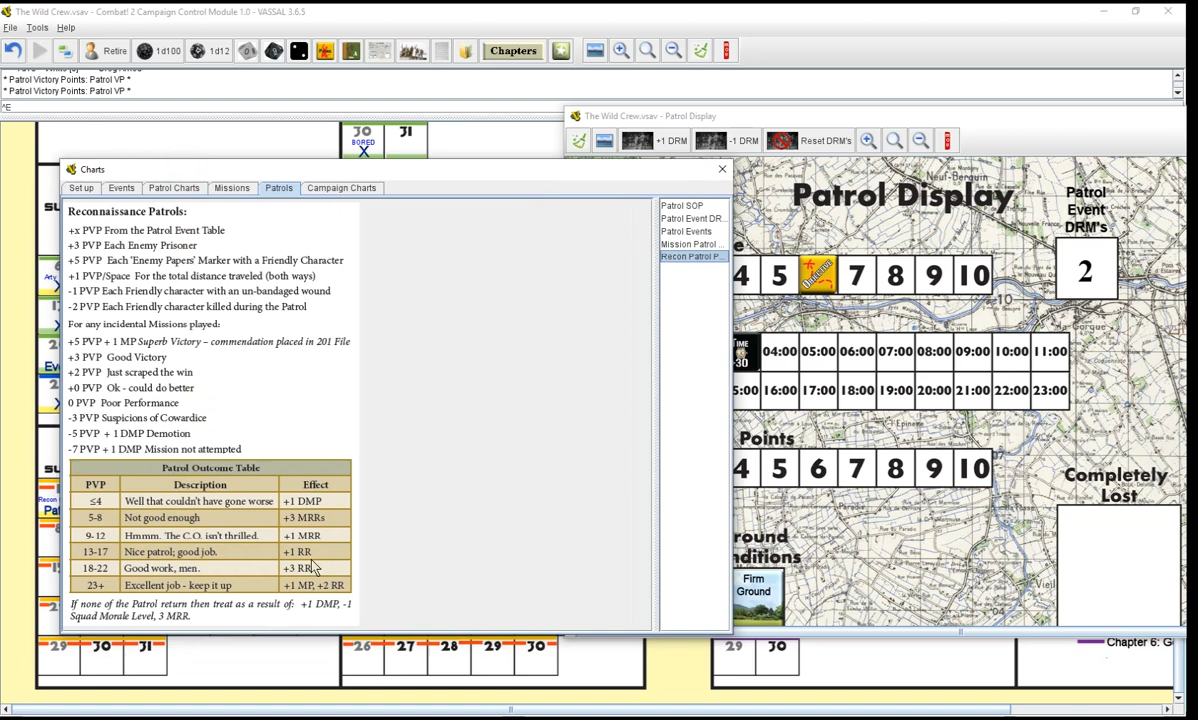 The Wild Crew.vsav - Combat! 2 Campaign Control Module 1.0 - VASSAL 3.6.5
File Tools Help
Retire 1d100 1d12 Chapters
* Patrol Victory Points: Patrol VP *
* Patrol Victory Points: Patrol VP *
^E
The Wild Crew.vsav - Patrol Display
+1 DRM -1 DRM Reset DRM's
30 31
BORED
X
Charts
Set up Events Patrol Charts Missions Patrols Campaign Charts
Reconnaissance Patrols:
+x PVP From the Patrol Event Table
+3 PVP Each Enemy Prisoner
+5 PVP Each 'Enemy Papers' Marker with a Friendly Character
+1 PVP/Space For the total distance traveled (both ways)
-1 PVP Each Friendly character with an un-bandaged wound
-2 PVP Each Friendly character killed during the Patrol
For any incidental Missions played:
+5 PVP + 1 MP Superb Victory – commendation placed in 201 File
+3 PVP Good Victory
+2 PVP Just scraped the win
+0 PVP Ok - could do better
0 PVP Poor Performance
-3 PVP Suspicions of Cowardice
-5 PVP + 1 DMP Demotion
-7 PVP + 1 DMP Mission not attempted
Patrol Outcome Table
PVP Description Effect
≤4 Well that couldn't have gone worse +1 DMP
5-8 Not good enough +3 MRRs
9-12 Hmmm. The C.O. isn't thrilled. +1 MRR
13-17 Nice patrol; good job. +1 RR
18-22 Good work, men. +3 RR
23+ Excellent job - keep it up +1 MP, +2 RR
If none of the Patrol return then treat as a result of: +1 DMP, -1
Squad Morale Level, 3 MRR.
Patrol SOP
Patrol Event DR...
Patrol Events
Mission Patrol ...
Recon Patrol P...
Patrol Display
Neuf-Berquin
Patrol
Event
DRM's
2
4 5 OBJECTIVE 7 8 9 10
TIME
30 04:00 05:00 06:00 07:00 08:00 09:00 10:00 11:00
5:00 16:00 17:00 18:00 19:00 20:00 21:00 22:00 23:00
Points
4 5 6 7 8 9 10
Completely
Lost
round
nditions
Firm
Ground
29 30 31 26 27 28 29 30 29 30
Chapter 6: G